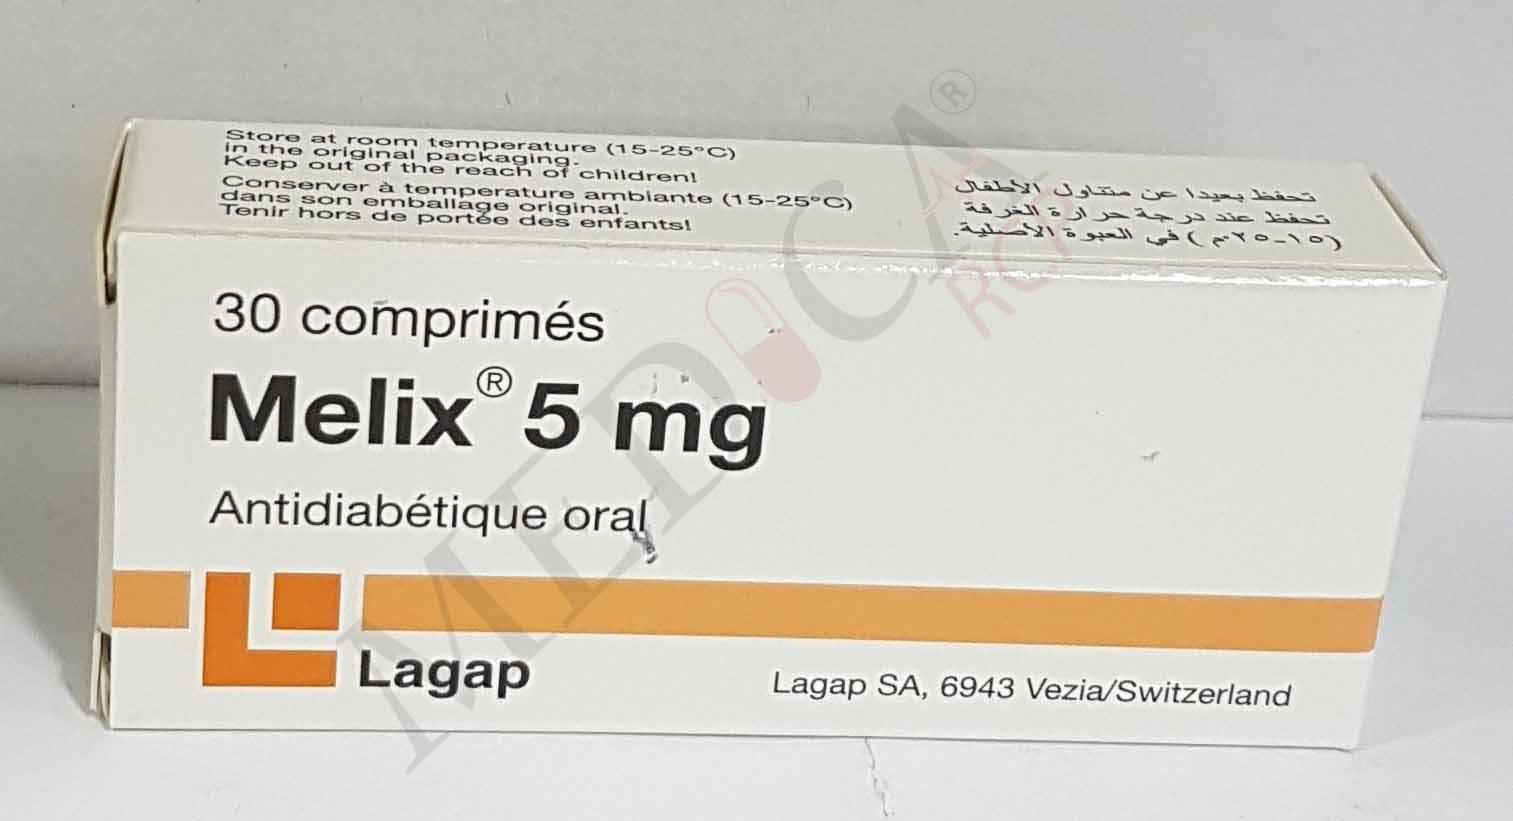 Store at room temperature (15-25°C)
in the original packaging.
Keep out of the reach of children!
Conserver à temperature ambiante (15-25°C)
dans son emballage original.
Tenir hors de portée des enfants!
تحفظ بعيدا عن متناول الأطفال
تحفظ عند درجة حرارة الغرفة
(١٥-٢٥م) في العبوة الأصلية.
30 comprimés
Melix® 5 mg
Antidiabétique oral
Lagap
Lagap SA, 6943 Vezia/Switzerland
MEDICA®